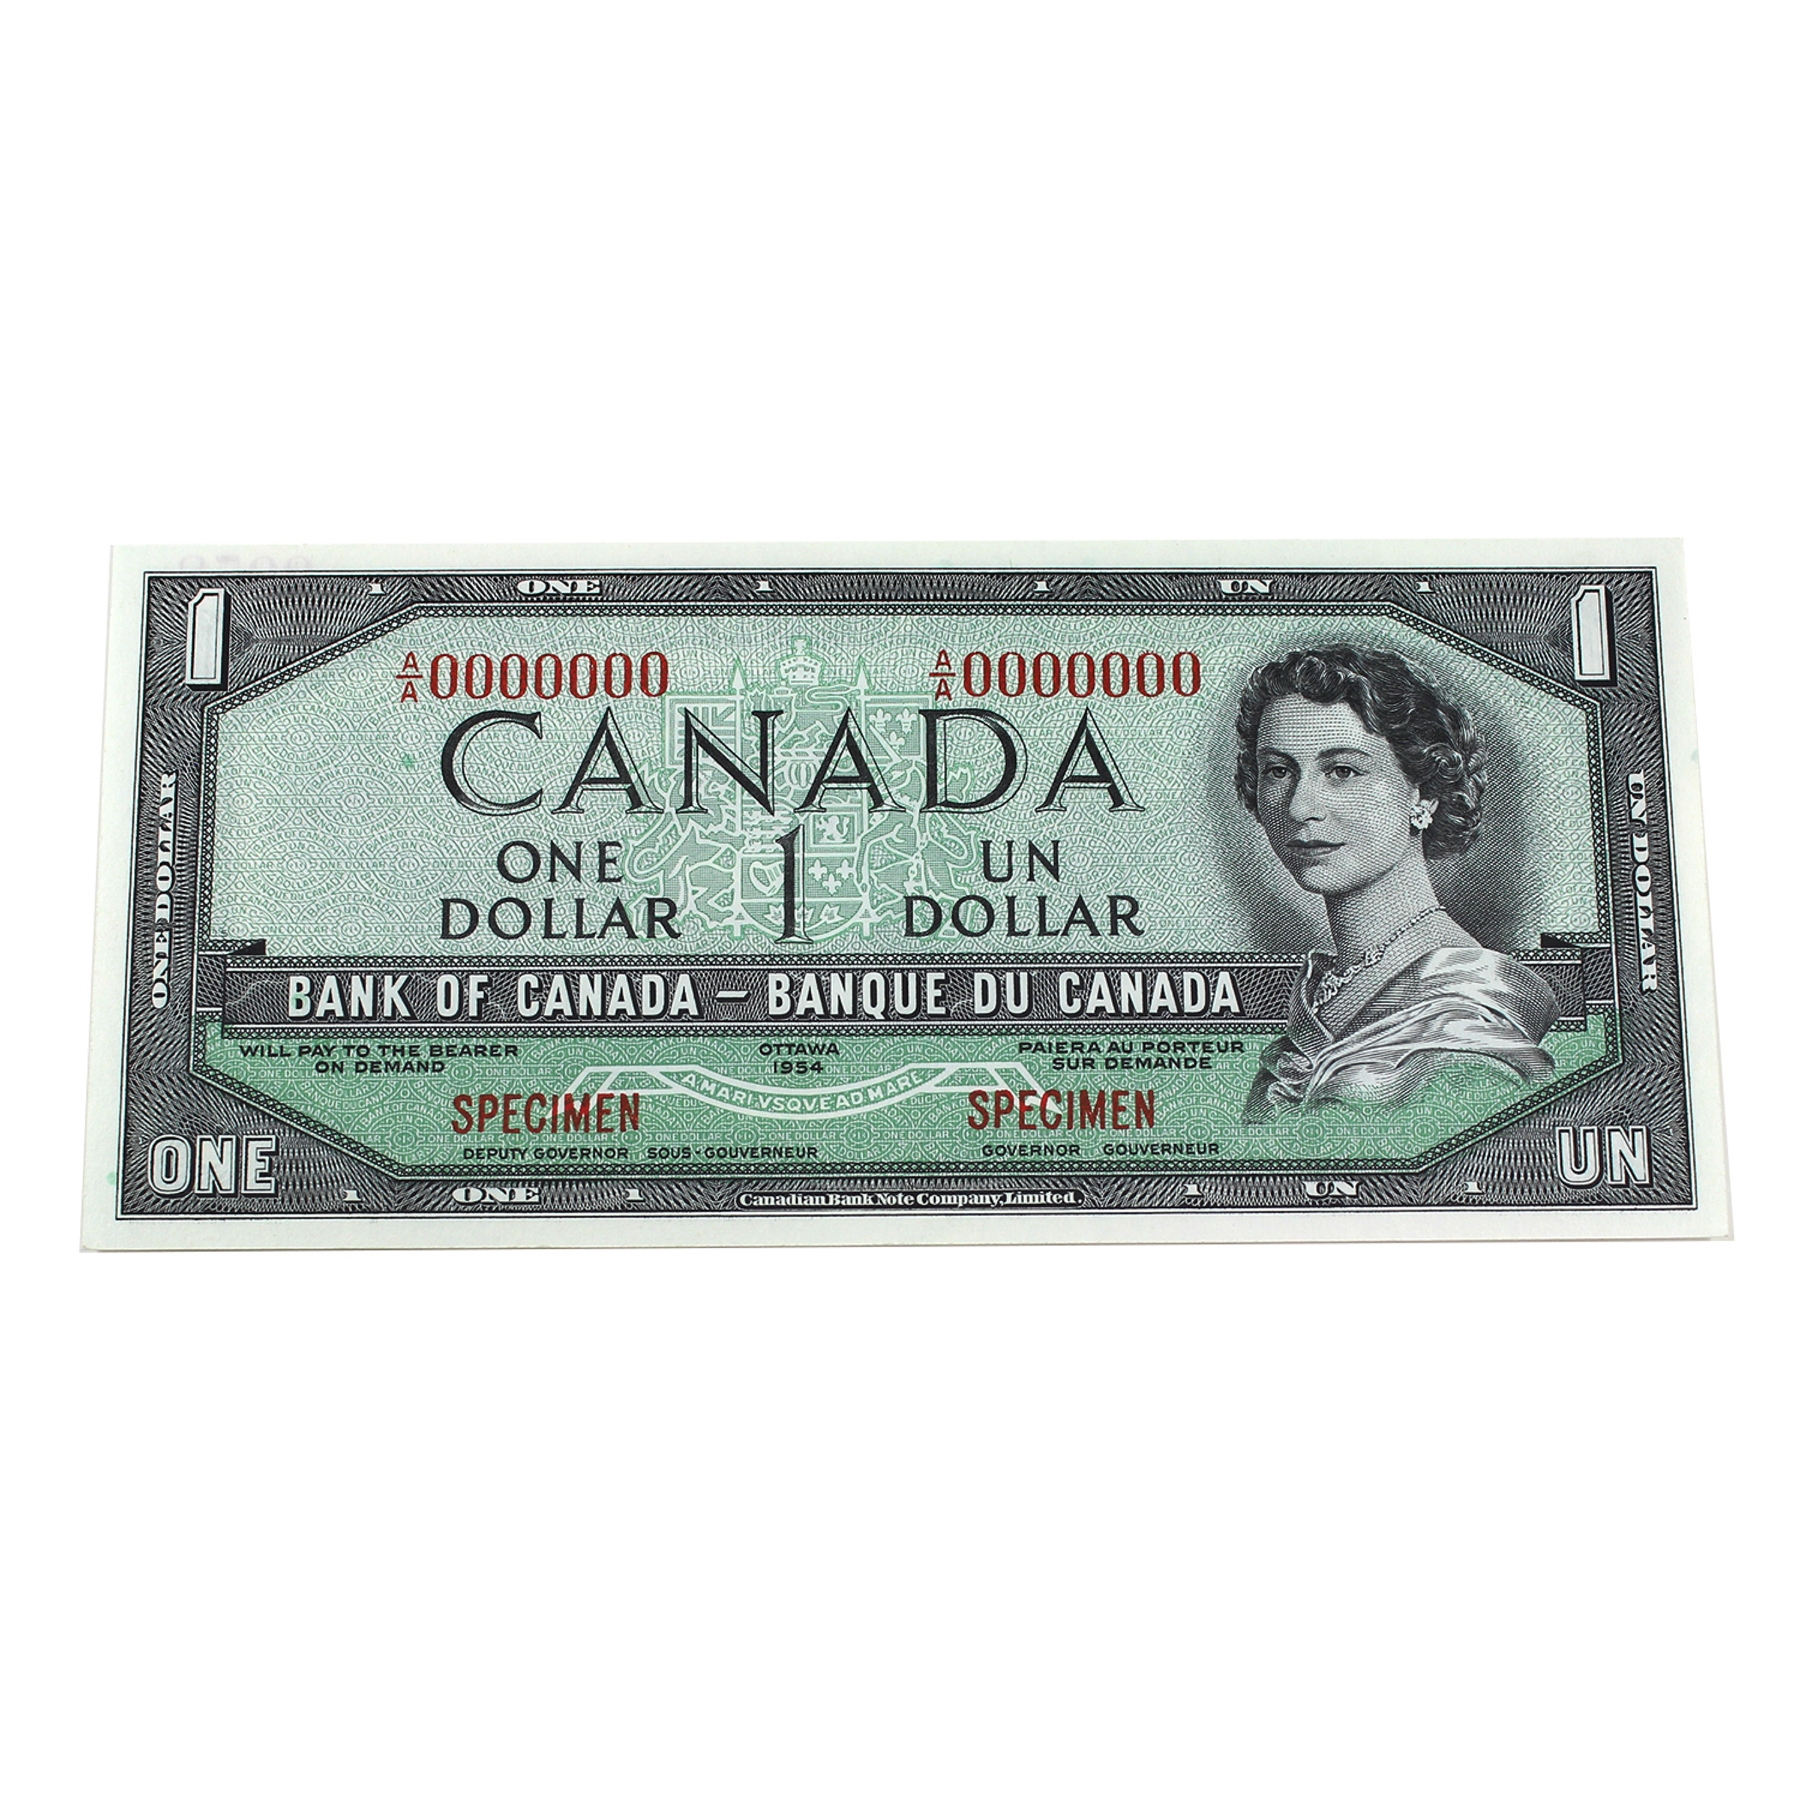 1 ONE 1 1 UN 1
1 1
A/A 0000000 A/A 0000000
CANADA
ONE DOLLAR 1 UN DOLLAR
ONE DOLLAR
UN DOLLAR
BANK OF CANADA – BANQUE DU CANADA
WILL PAY TO THE BEARER
ON DEMAND
OTTAWA
1954
PAIERA AU PORTEUR
SUR DEMANDE
A MARI VSQVE AD MARE
SPECIMEN SPECIMEN
DEPUTY GOVERNOR SOUS-GOUVERNEUR GOVERNOR GOUVERNEUR
ONE UN
1 ONE 1 Canadian Bank Note Company, Limited. 1 UN 1